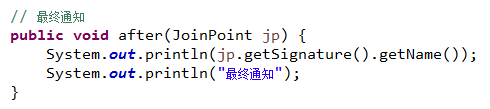 // 最终通知
public void after(JoinPoint jp) {
    System.out.println(jp.getSignature().getName());
    System.out.println("最终通知");
}